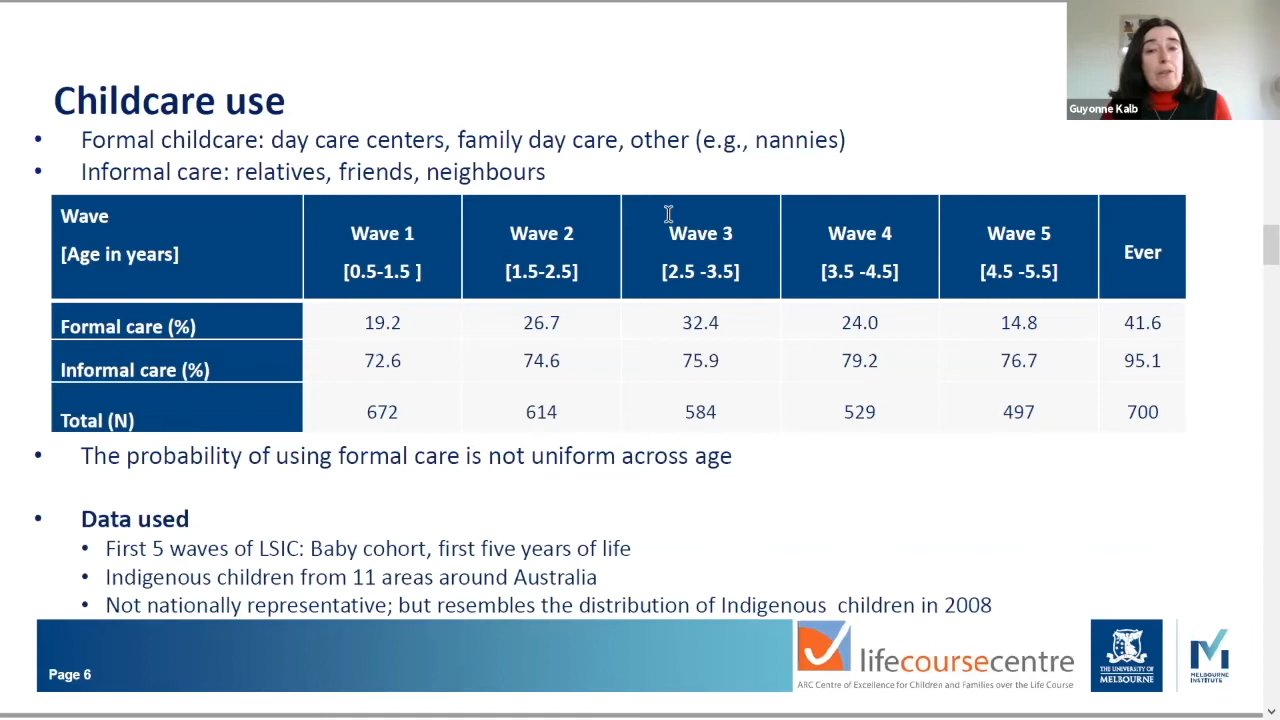 Childcare use
• Formal childcare: day care centers, family day care, other (e.g., nannies)
• Informal care: relatives, friends, neighbours
Wave [Age in years] Wave 1 [0.5-1.5 ] Wave 2 [1.5-2.5] Wave 3 [2.5 -3.5] Wave 4 [3.5 -4.5] Wave 5 [4.5 -5.5] Ever
Formal care (%) 19.2 26.7 32.4 24.0 14.8 41.6
Informal care (%) 72.6 74.6 75.9 79.2 76.7 95.1
Total (N) 672 614 584 529 497 700
• The probability of using formal care is not uniform across age
• Data used
• First 5 waves of LSIC: Baby cohort, first five years of life
• Indigenous children from 11 areas around Australia
• Not nationally representative; but resembles the distribution of Indigenous children in 2008
Page 6
lifecoursecentre
ARC Centre of Excellence for Children and Families over the Life Course
THE UNIVERSITY OF
MELBOURNE
MELBOURNE
INSTITUTE
Guyonne Kalb